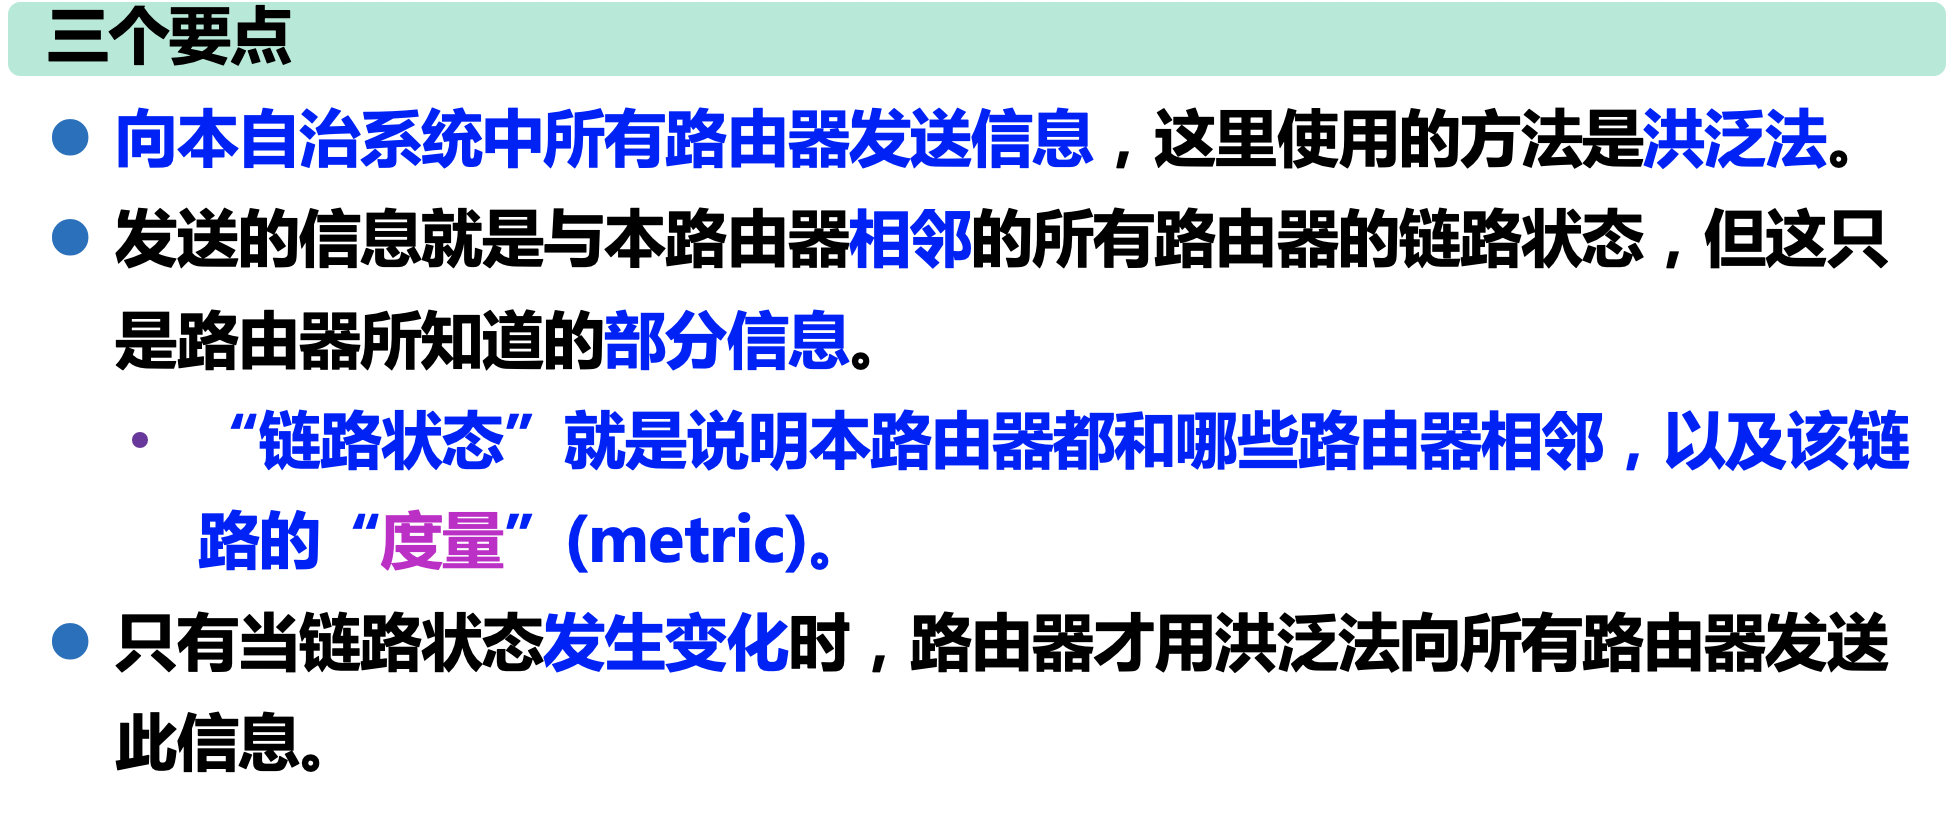 三个要点
向本自治系统中所有路由器发送信息，这里使用的方法是洪泛法。
发送的信息就是与本路由器相邻的所有路由器的链路状态，但这只
是路由器所知道的部分信息。
“链路状态”就是说明本路由器都和哪些路由器相邻，以及该链
路的“度量”(metric)。
只有当链路状态发生变化时，路由器才用洪泛法向所有路由器发送
此信息。